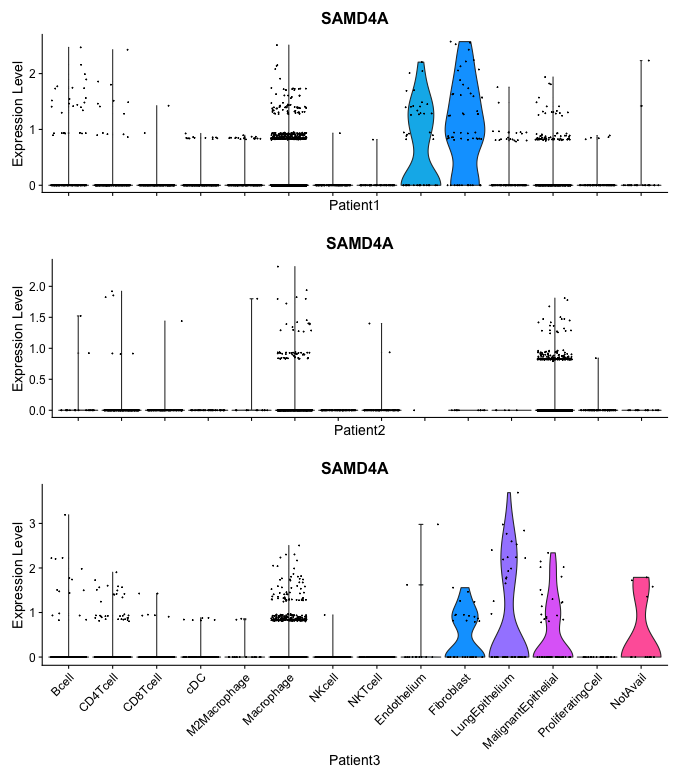 SAMD4A
Expression Level
2
1
0
Patient1
SAMD4A
Expression Level
2.0
1.5
1.0
0.5
0.0
Patient2
SAMD4A
Expression Level
3
2
1
0
Bcell
CD4Tcell
CD8Tcell
cDC
M2Macrophage
Macrophage
NKcell
NKTcell
Endothelium
Fibroblast
LungEpithelium
MalignantEpithelial
ProliferatingCell
NotAvail
Patient3